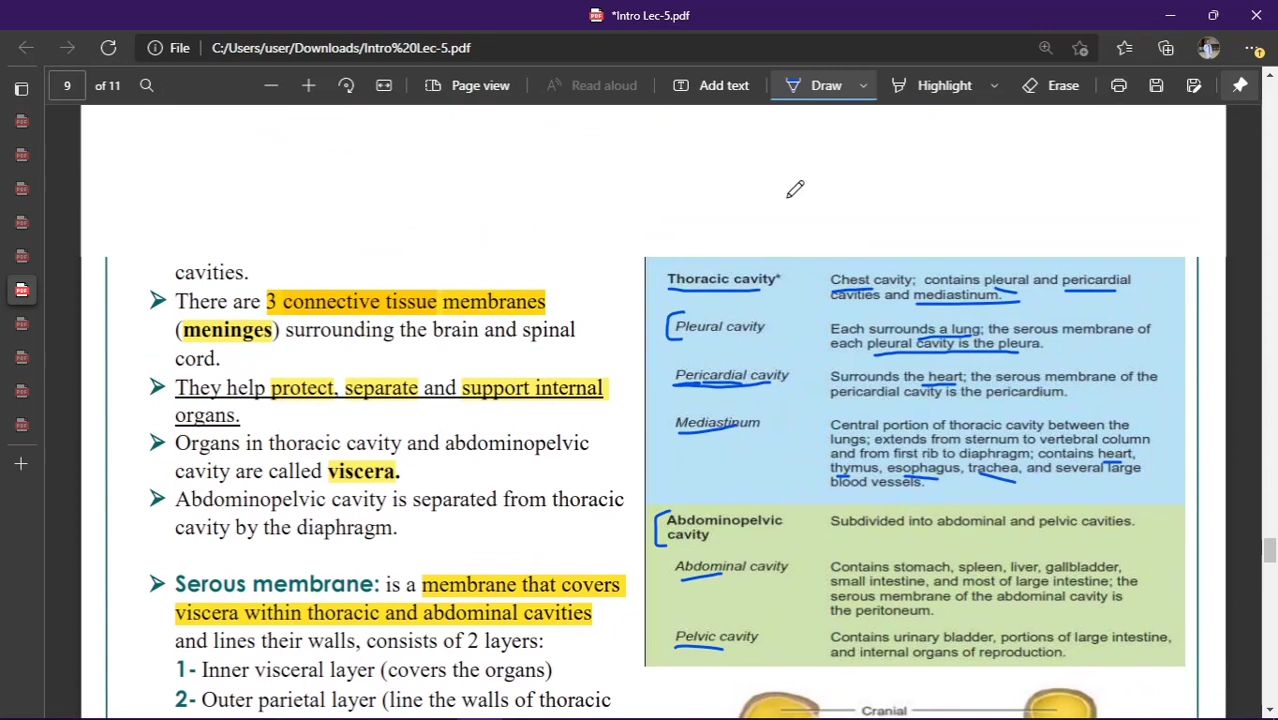 *Intro Lec-5.pdf
File
C:/Users/user/Downloads/Intro%20Lec-5.pdf
9 of 11
Page view
Read aloud
Add text
Draw
Highlight
Erase
cavities.
There are 3 connective tissue membranes
(meninges) surrounding the brain and spinal
cord.
They help protect, separate and support internal
organs.
Organs in thoracic cavity and abdominopelvic
cavity are called viscera.
Abdominopelvic cavity is separated from thoracic
cavity by the diaphragm.
Serous membrane: is a membrane that covers
viscera within thoracic and abdominal cavities
and lines their walls, consists of 2 layers:
1- Inner visceral layer (covers the organs)
2- Outer parietal layer (line the walls of thoracic
Thoracic cavity*
Chest cavity; contains pleural and pericardial
cavities and mediastinum.
Pleural cavity
Each surrounds a lung; the serous membrane of
each pleural cavity is the pleura.
Pericardial cavity
Surrounds the heart; the serous membrane of the
pericardial cavity is the pericardium.
Mediastinum
Central portion of thoracic cavity between the
lungs; extends from sternum to vertebral column
and from first rib to diaphragm; contains heart,
thymus, esophagus, trachea, and several large
blood vessels.
Abdominopelvic
cavity
Subdivided into abdominal and pelvic cavities.
Abdominal cavity
Contains stomach, spleen, liver, gallbladder,
small intestine, and most of large intestine; the
serous membrane of the abdominal cavity is
the peritoneum.
Pelvic cavity
Contains urinary bladder, portions of large intestine,
and internal organs of reproduction.
Cranial